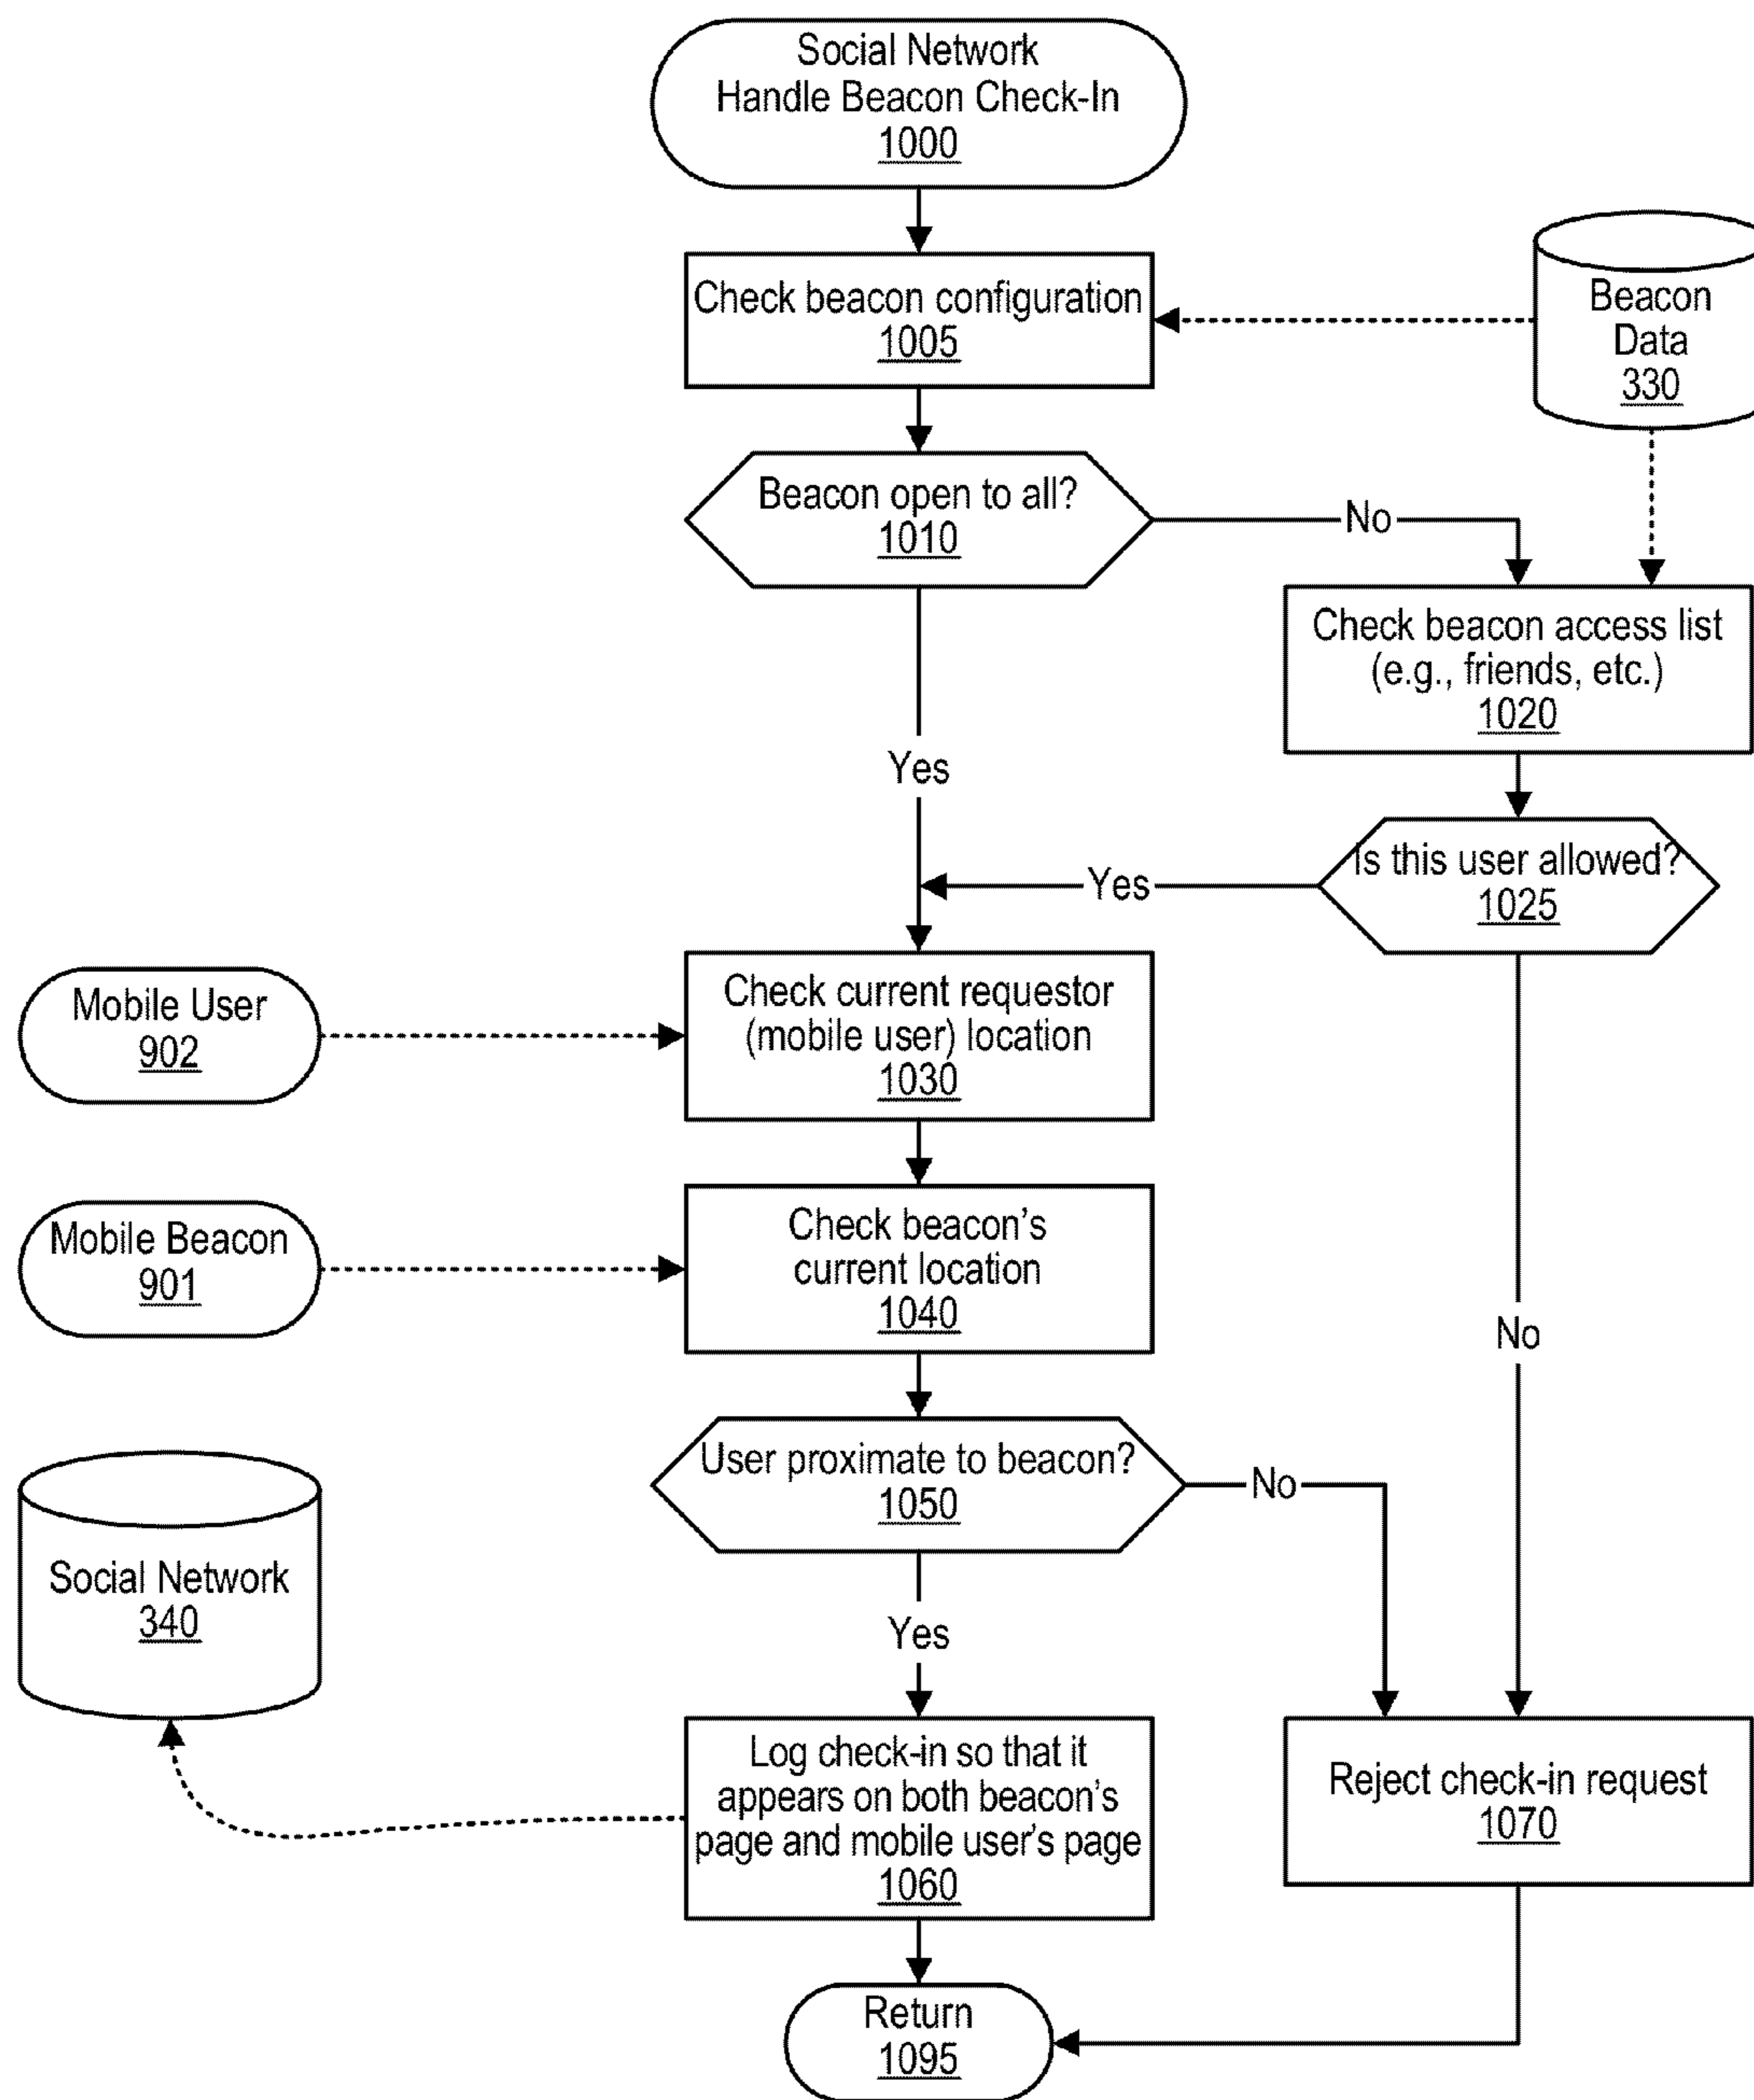 Social Network
Handle Beacon Check-In
1000
Check beacon configuration
1005
Beacon
Data
330
Beacon open to all?
1010
No
Check beacon access list
(e.g., friends, etc.)
1020
Yes
Is this user allowed?
1025
Yes
Mobile User
902
Check current requestor
(mobile user) location
1030
Mobile Beacon
901
Check beacon's
current location
1040
No
User proximate to beacon?
1050
No
Social Network
340
Yes
Log check-in so that it
appears on both beacon's
page and mobile user's page
1060
Reject check-in request
1070
Return
1095